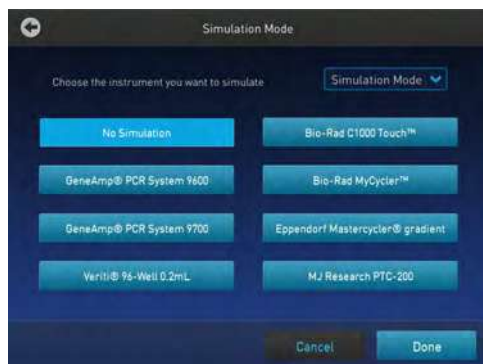 Simulation Mode
Choose the instrument you want to simulate
Simulation Mode
No Simulation
Bio-Rad C1000 Touch™
GeneAmp® PCR System 9600
Bio-Rad MyCycler™
GeneAmp® PCR System 9700
Eppendorf Mastercycler® gradient
Veriti® 96-Well 0.2mL
MJ Research PTC-200
Cancel
Done